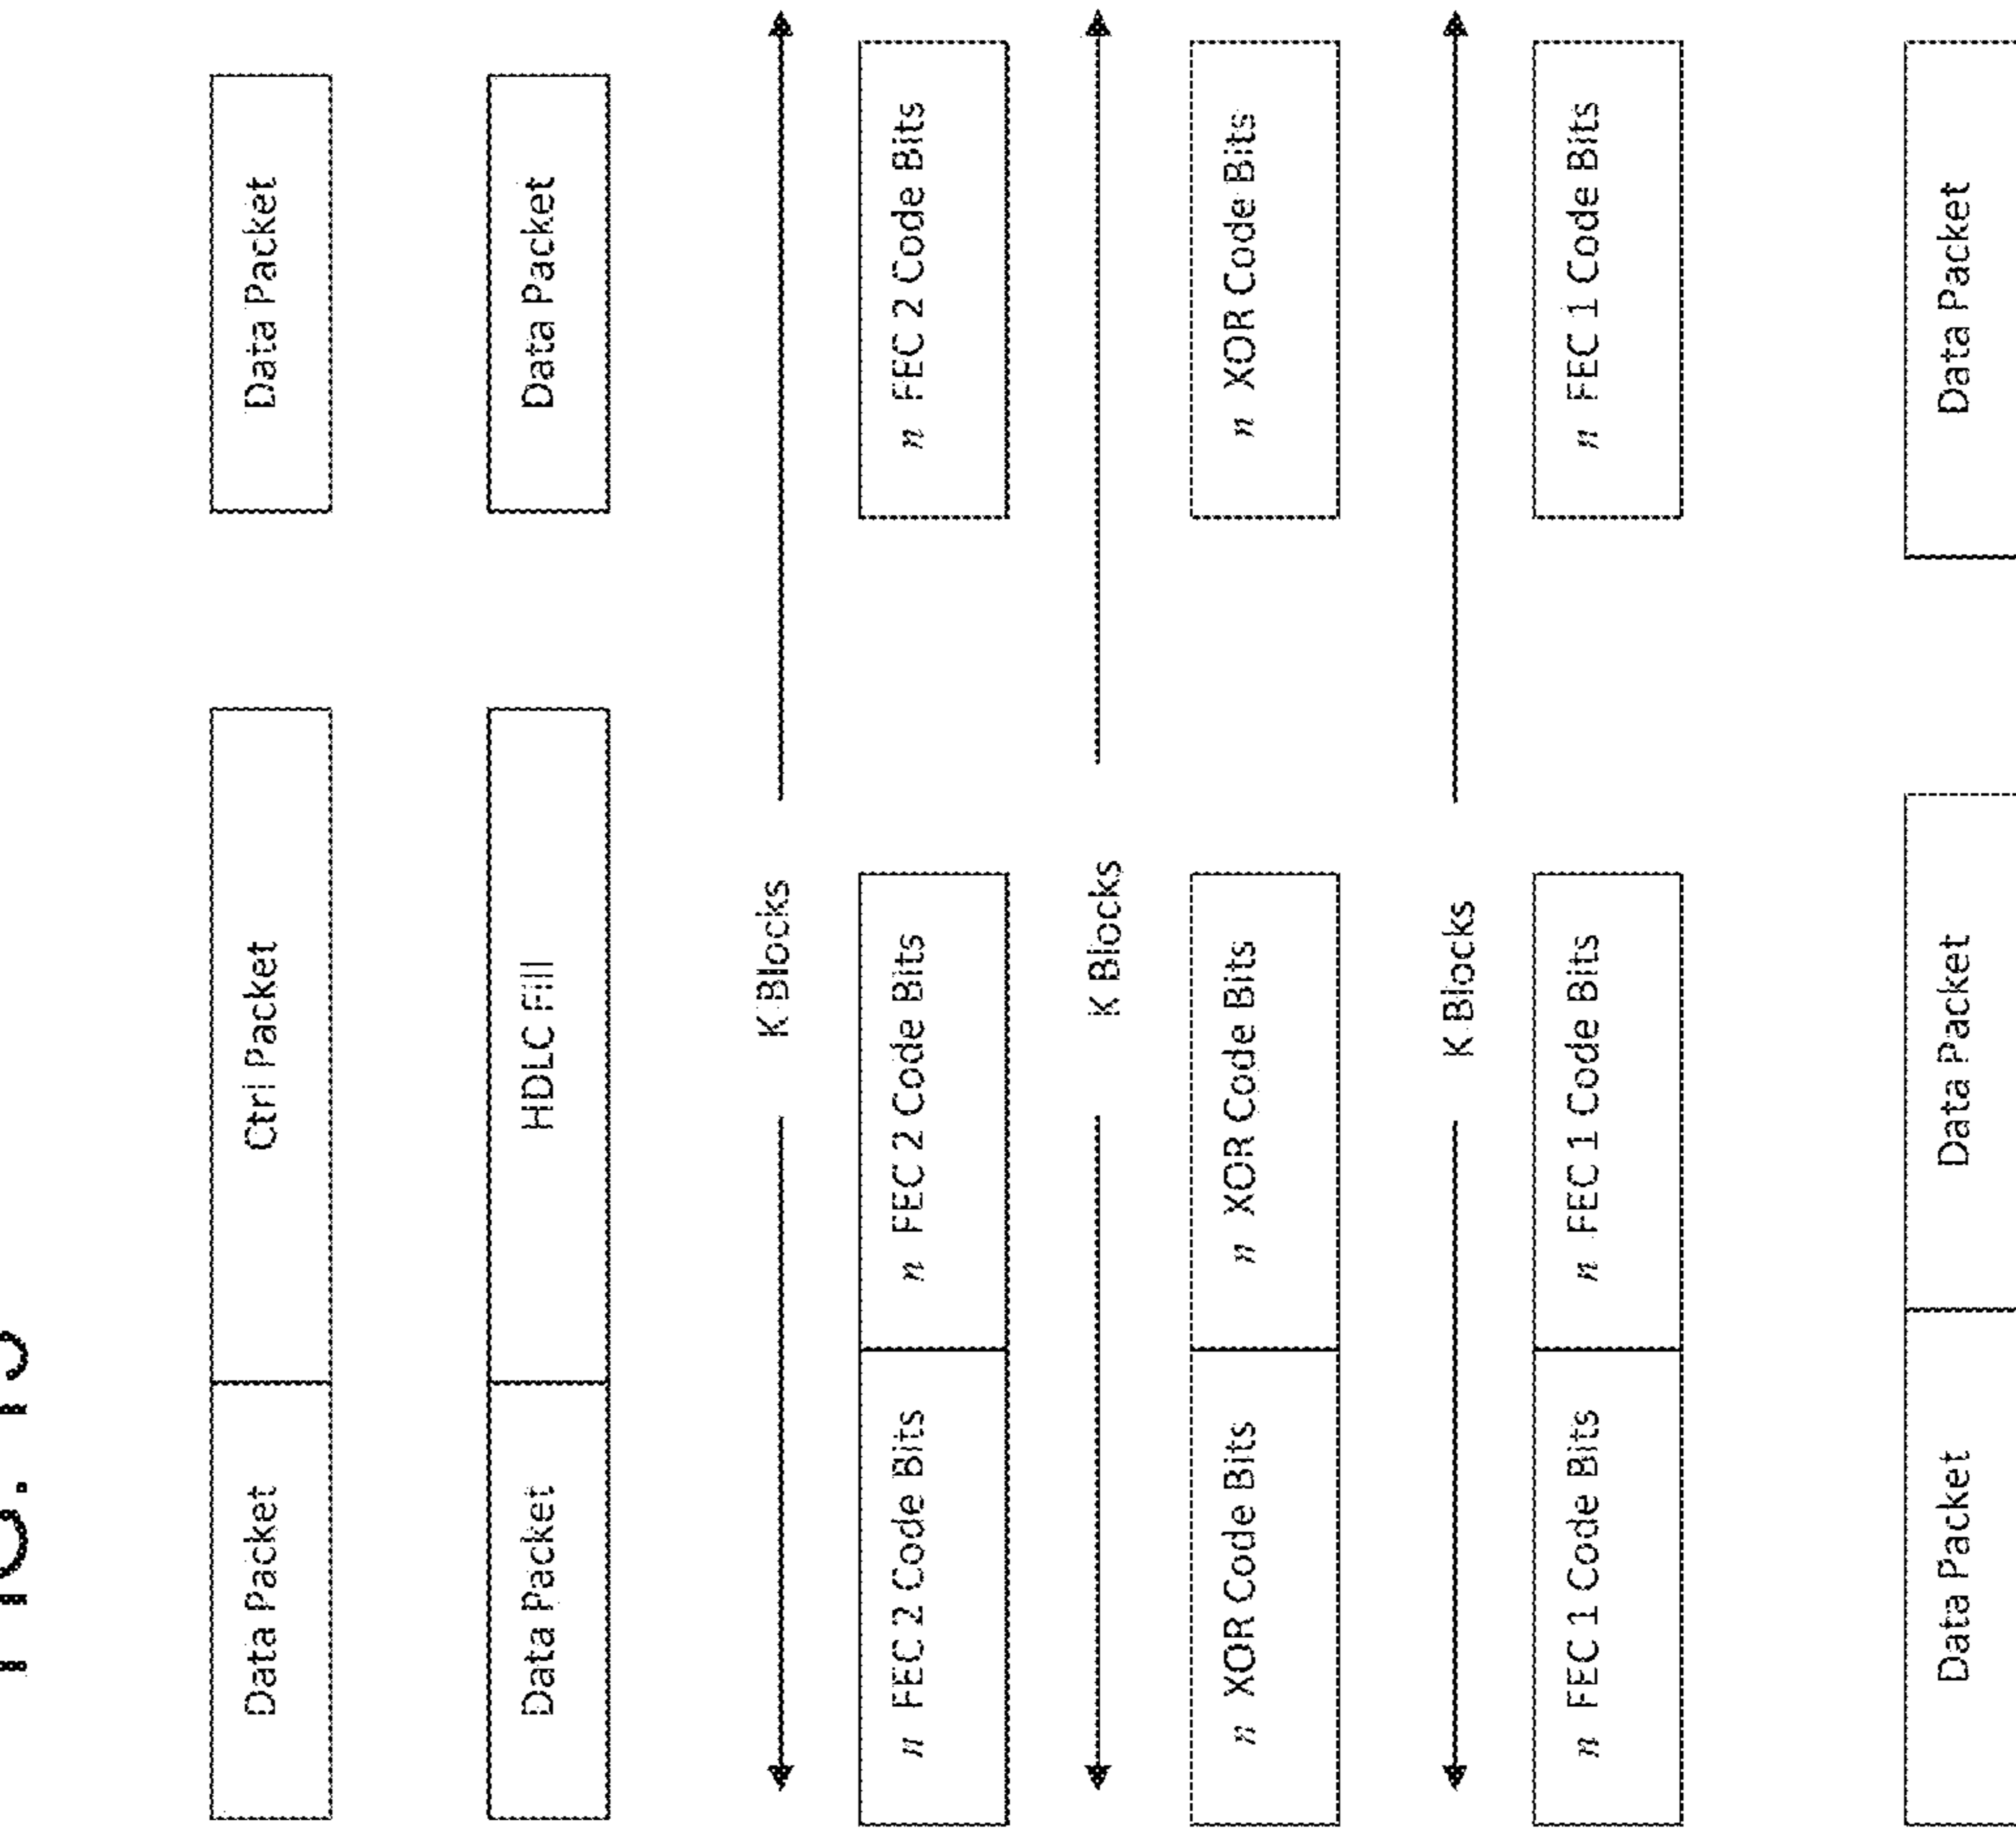 Data Packet Ctrl Packet Data Packet
Data Packet HDLC Fill Data Packet
K Blocks
n FEC 2 Code Bits n FEC 2 Code Bits n FEC 2 Code Bits
K Blocks
n XOR Code Bits n XOR Code Bits n XOR Code Bits
K Blocks
n FEC 1 Code Bits n FEC 1 Code Bits n FEC 1 Code Bits
Data Packet Data Packet Data Packet